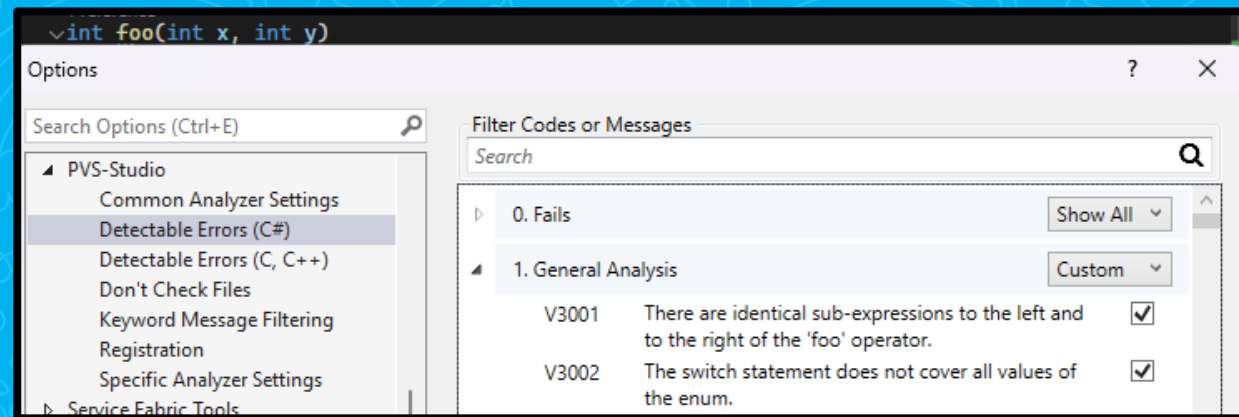 int foo(int x, int y)
Options
?
Search Options (Ctrl+E)
PVS-Studio
Common Analyzer Settings
Detectable Errors (C#)
Detectable Errors (C, C++)
Don't Check Files
Keyword Message Filtering
Registration
Specific Analyzer Settings
Service Fabric Tools
Filter Codes or Messages
Search
0. Fails
Show All
1. General Analysis
Custom
V3001
There are identical sub-expressions to the left and
to the right of the 'foo' operator.
V3002
The switch statement does not cover all values of
the enum.